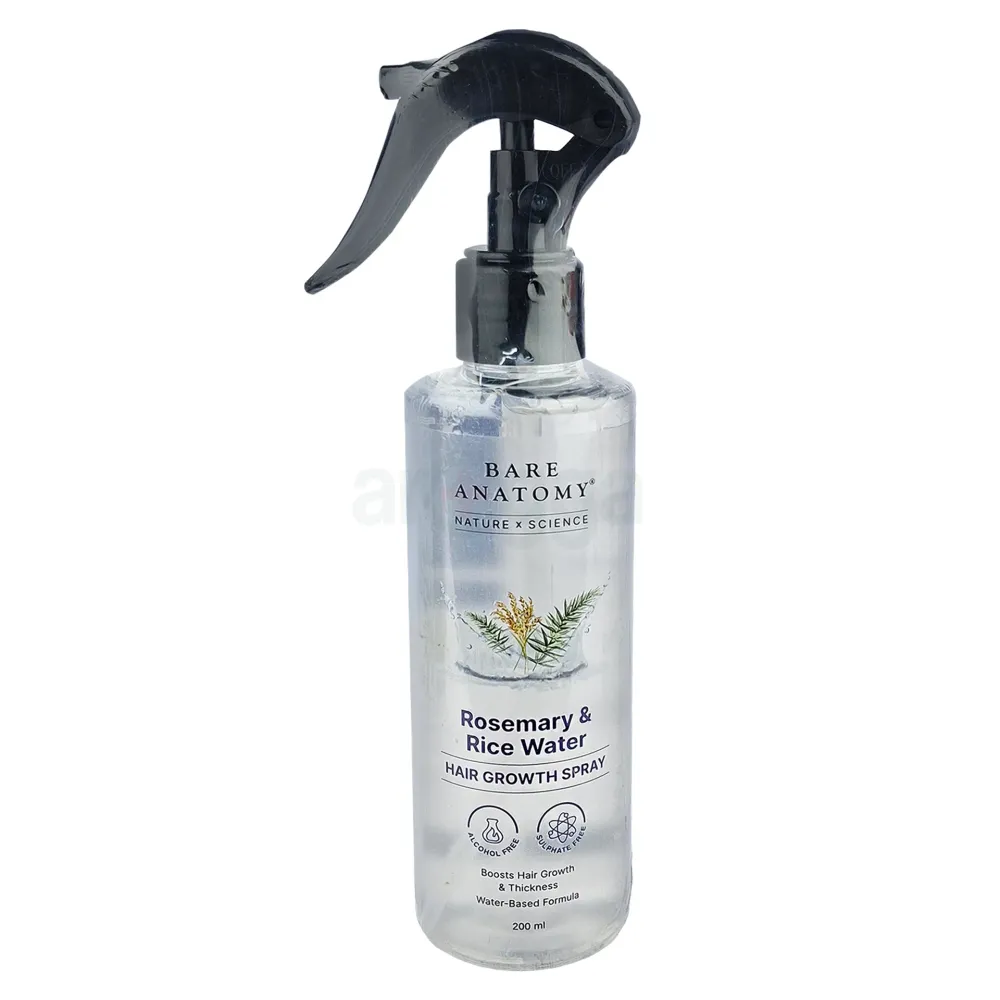 OFF
BARE
ANATOMY®
NATURE x SCIENCE
Rosemary &
Rice Water
HAIR GROWTH SPRAY
ALCOHOL FREE
SULPHATE FREE
Boosts Hair Growth
& Thickness
Water-Based Formula
200 ml